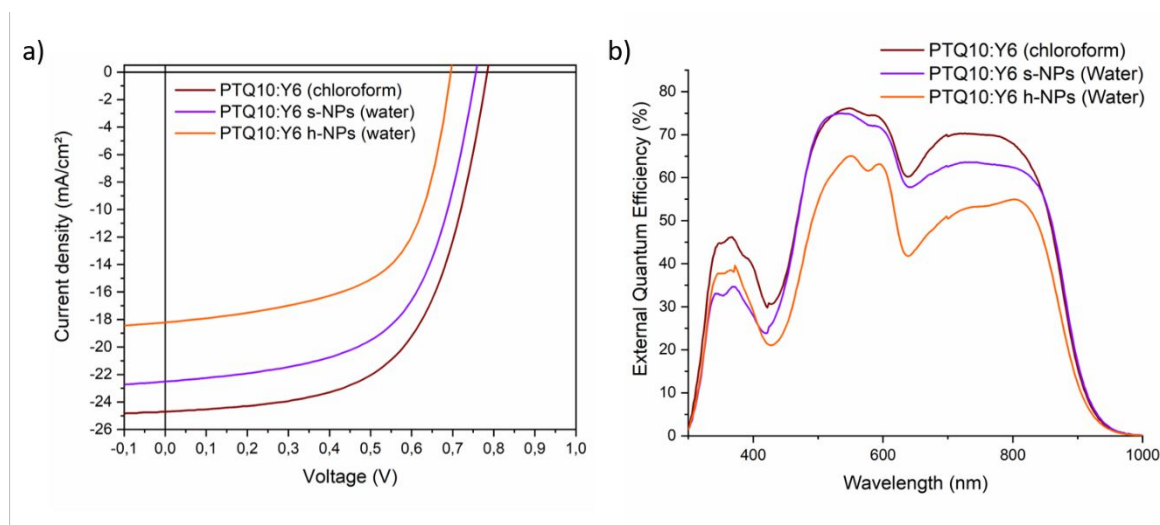 a)
0
-2
-4
-6
-8
-10
-12
-14
-16
-18
-20
-22
-24
-26
-0,1 0,0 0,1 0,2 0,3 0,4 0,5 0,6 0,7 0,8 0,9 1,0
Current density (mA/cm²)
Voltage (V)
PTQ10:Y6 (chloroform)
PTQ10:Y6 s-NPs (water)
PTQ10:Y6 h-NPs (water)
b)
PTQ10:Y6 (chloroform)
PTQ10:Y6 s-NPs (Water)
PTQ10:Y6 h-NPs (Water)
80
70
60
50
40
30
20
10
0
400 600 800 1000
External Quantum Efficiency (%)
Wavelength (nm)